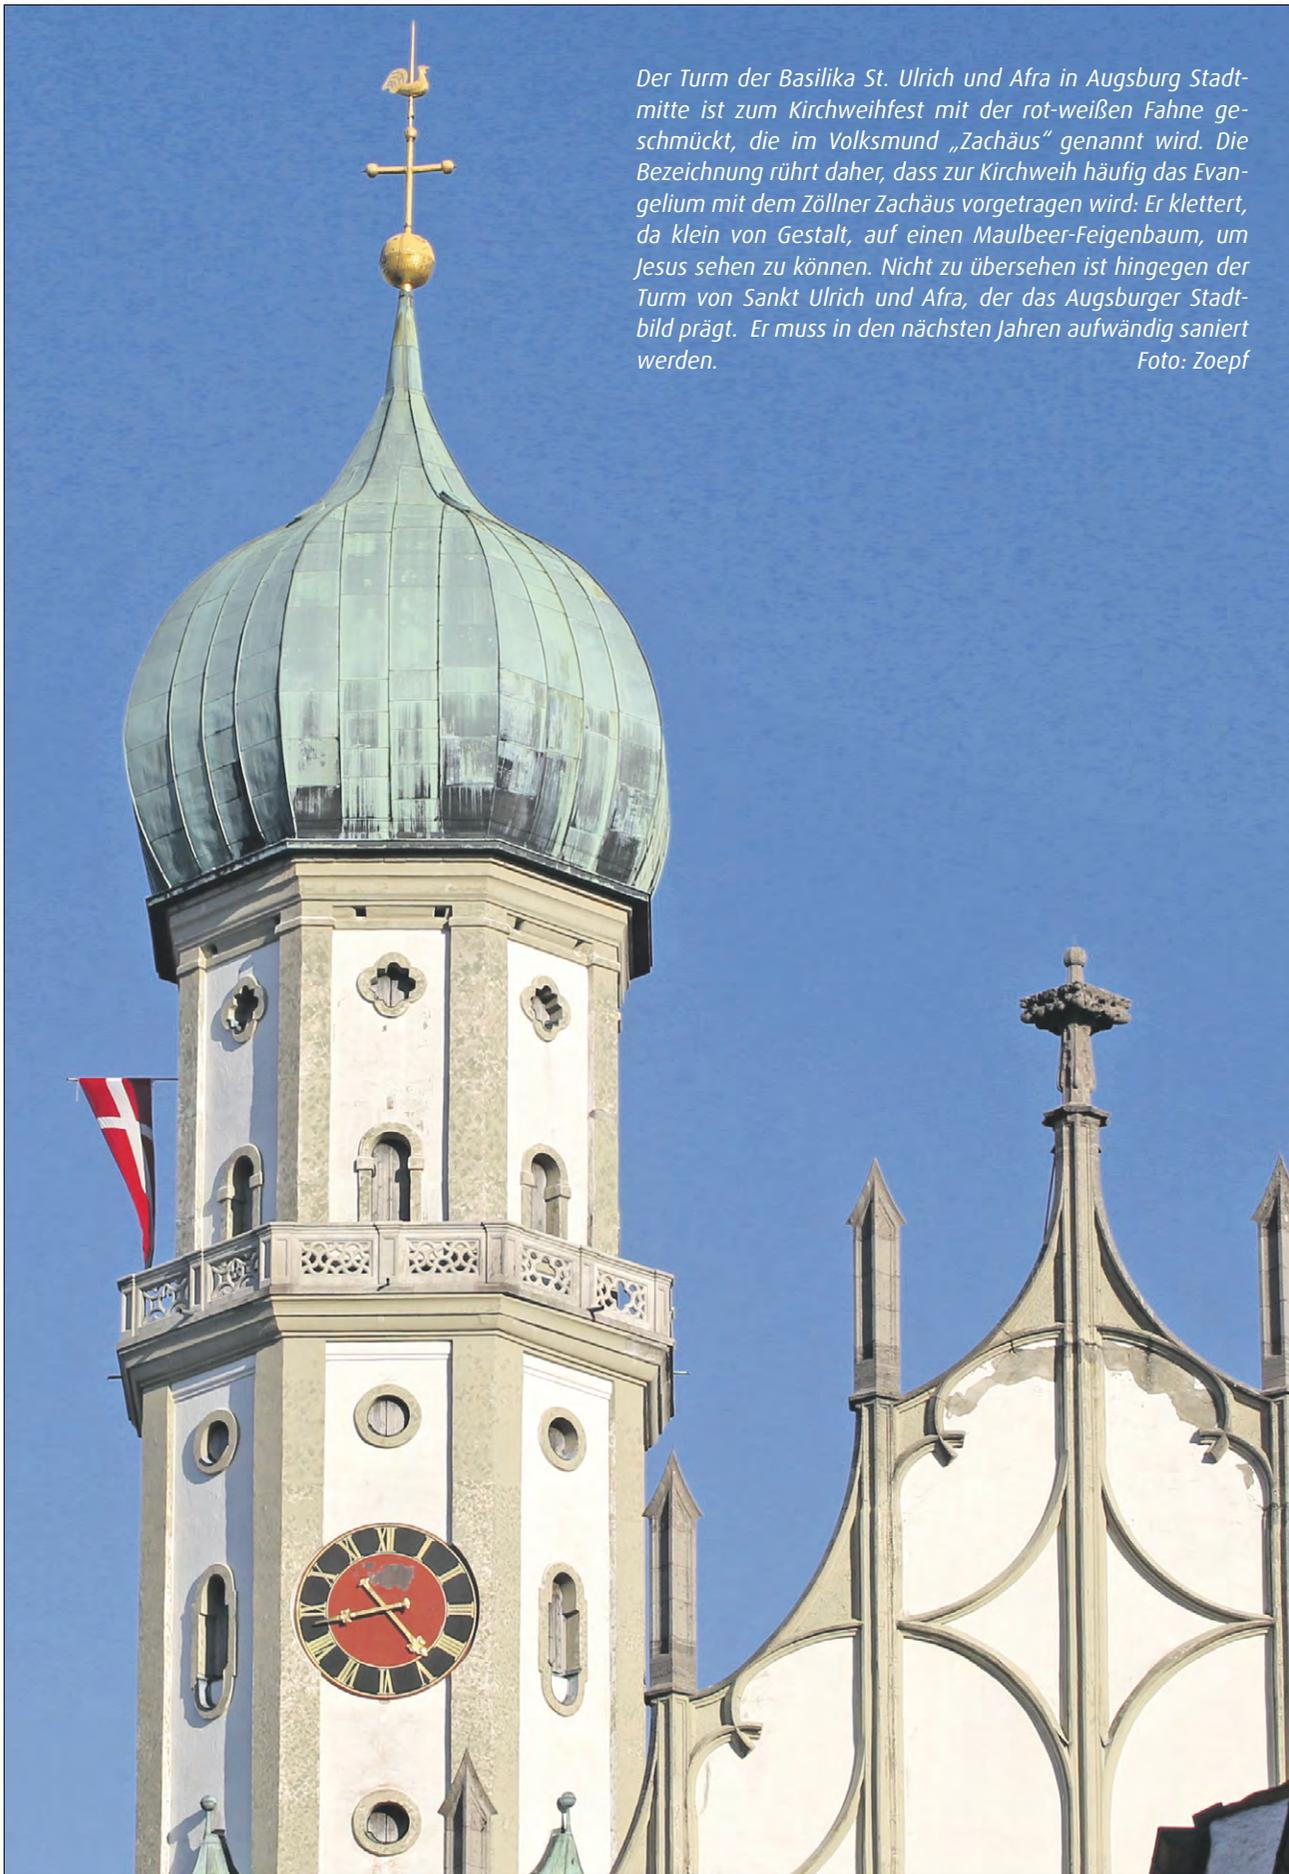 Der Turm der Basilika St. Ulrich und Afra in Augsburg Stadt-
mitte ist zum Kirchweihfest mit der rot-weißen Fahne ge-
schmückt, die im Volksmund „Zachäus“ genannt wird. Die
Bezeichnung rührt daher, dass zur Kirchweih häufig das Evan-
gelium mit dem Zöllner Zachäus vorgetragen wird: Er klettert,
da klein von Gestalt, auf einen Maulbeer-Feigenbaum, um
Jesus sehen zu können. Nicht zu übersehen ist hingegen der
Turm von Sankt Ulrich und Afra, der das Augsburger Stadt-
bild prägt. Er muss in den nächsten Jahren aufwändig saniert
werden. Foto: Zoepf